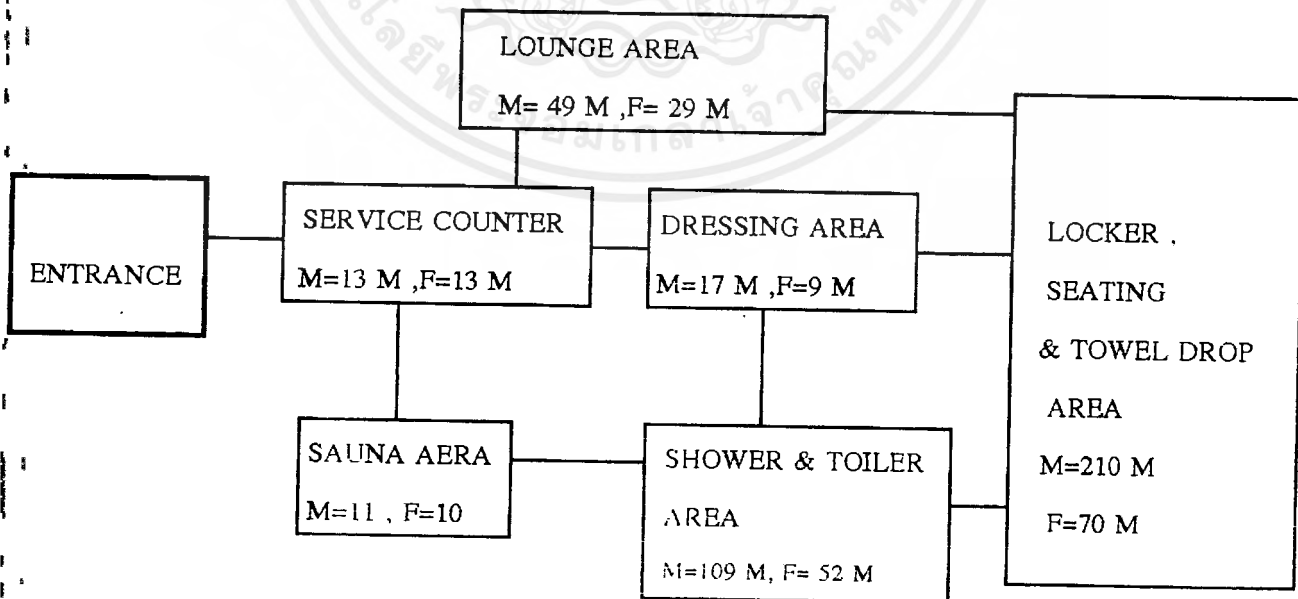 LOUNGE AREA
M= 49 M ,F= 29 M
ENTRANCE
SERVICE COUNTER
M=13 M ,F=13 M
DRESSING AREA
M=17 M ,F=9 M
LOCKER ,
SEATING
& TOWEL DROP
AREA
M=210 M
F=70 M
SAUNA AERA
M=11 , F=10
SHOWER & TOILER
AREA
M=109 M, F= 52 M